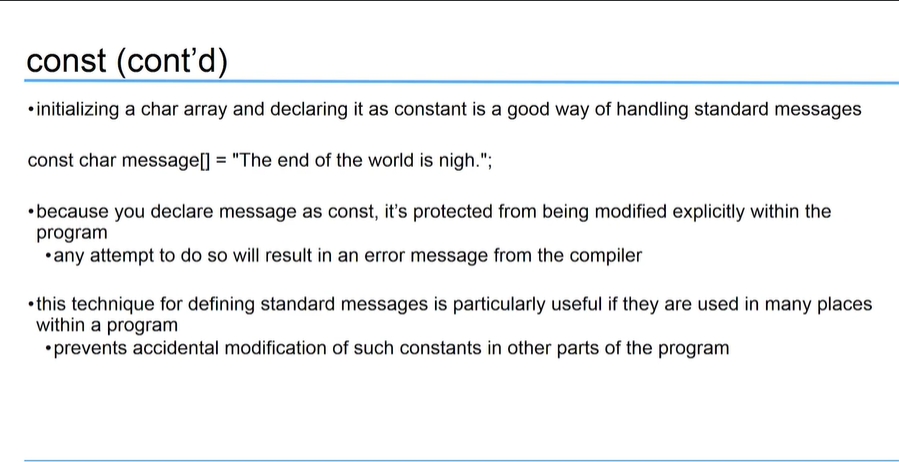 const (cont’d)
•initializing a char array and declaring it as constant is a good way of handling standard messages
const char message[] = "The end of the world is nigh.";
•because you declare message as const, it’s protected from being modified explicitly within the
program
•any attempt to do so will result in an error message from the compiler
•this technique for defining standard messages is particularly useful if they are used in many places
within a program
•prevents accidental modification of such constants in other parts of the program